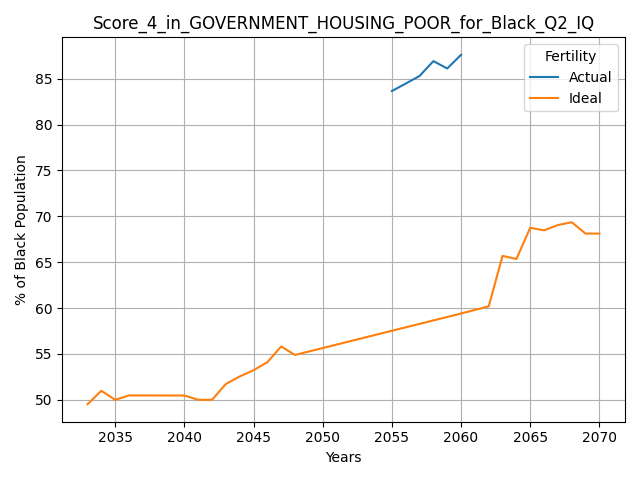 Score_4_in_GOVERNMENT_HOUSING_POOR_for_Black_Q2_IQ
Fertility
Actual
Ideal
% of Black Population
85
80
75
70
65
60
55
50
2035
2040
2045
2050
2055
2060
2065
2070
Years